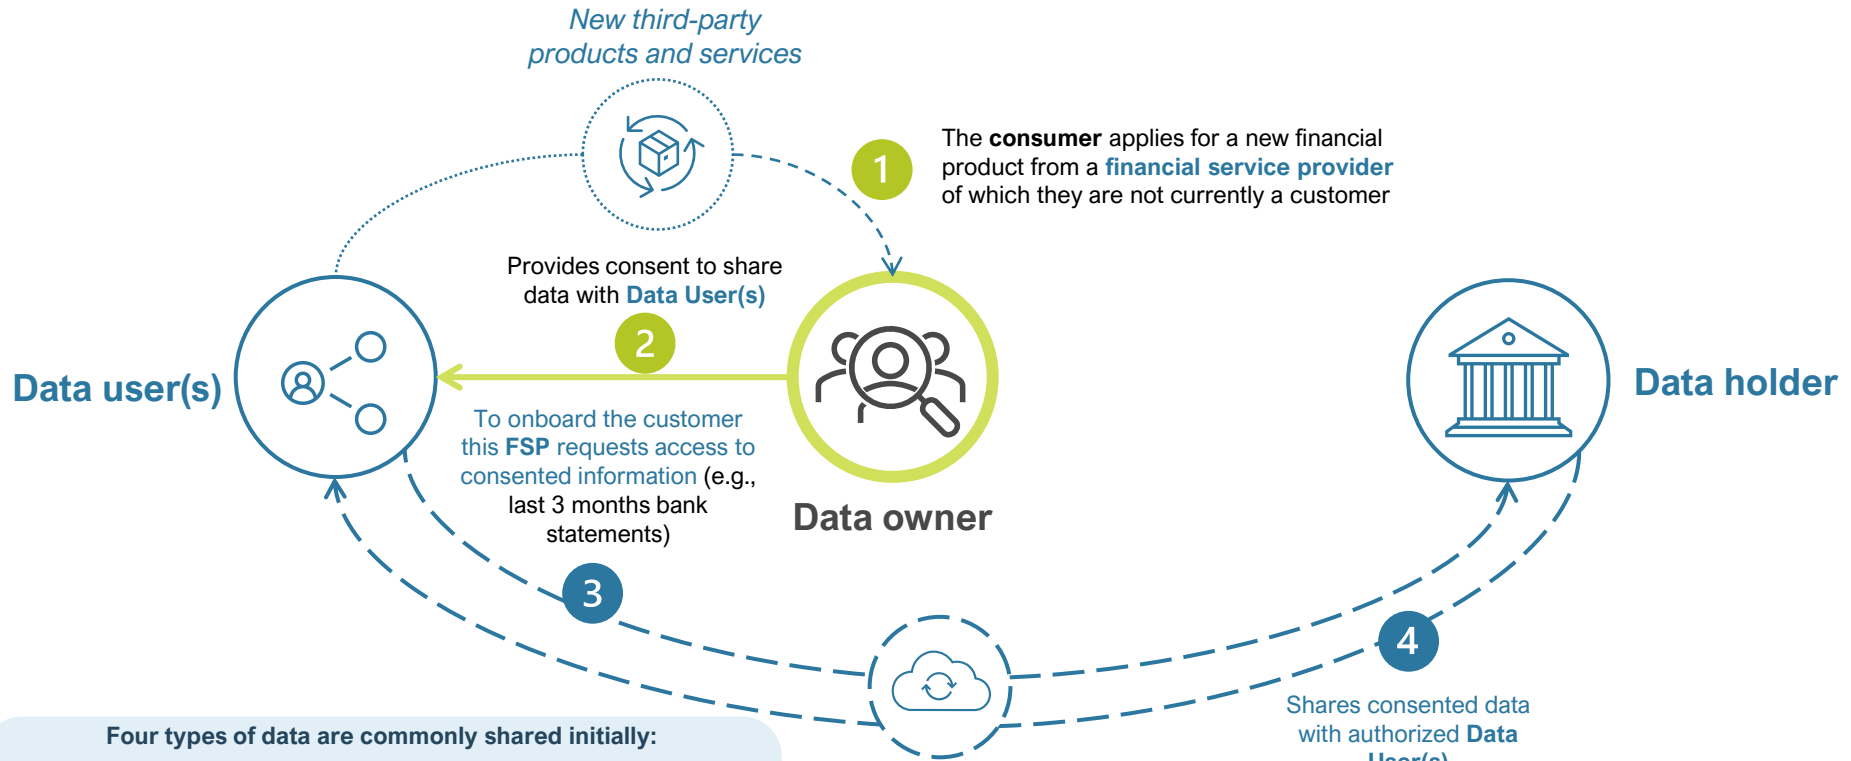 New third-party
products and services
1
The consumer applies for a new financial
product from a financial service provider
of which they are not currently a customer
Provides consent to share
data with Data User(s)
2
Data user(s)
Data holder
To onboard the customer
this FSP requests access to
consented information (e.g.,
last 3 months bank
statements)
Data owner
3
4
Shares consented data
with authorized Data
User(s)
Four types of data are commonly shared initially: